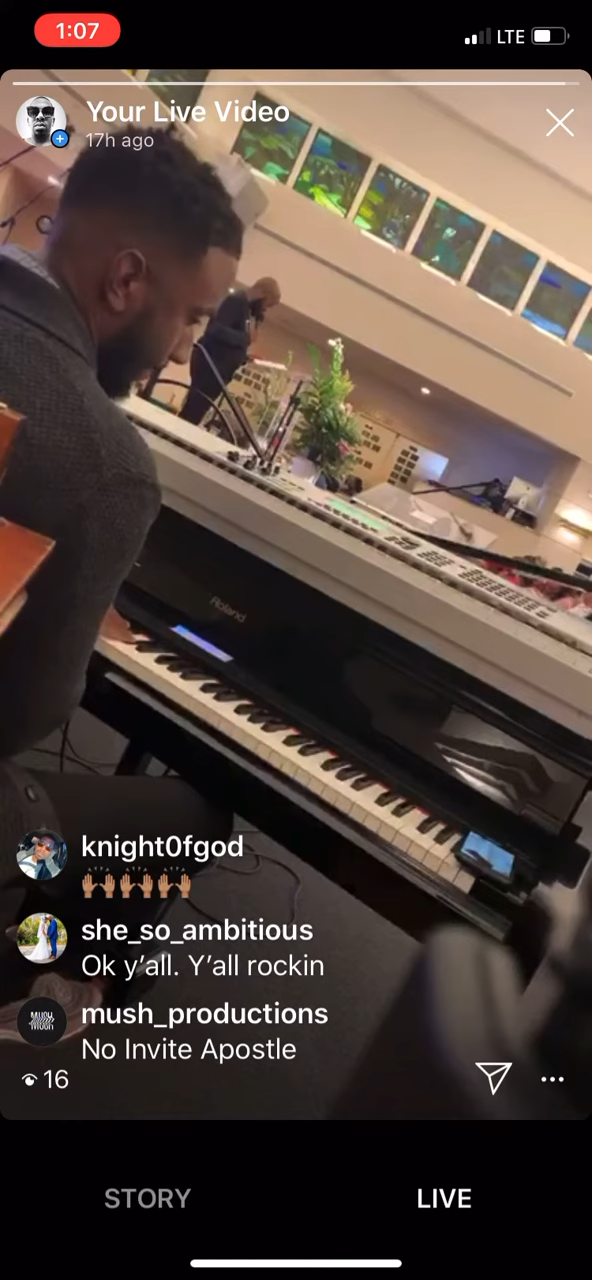 1:07
LTE
Your Live Video
17h ago
Roland
knight0fgod
🙌🏽🙌🏽🙌🏽
she_so_ambitious
Ok y’all. Y’all rockin
MUSH
mush_productions
No Invite Apostle
16
STORY
LIVE